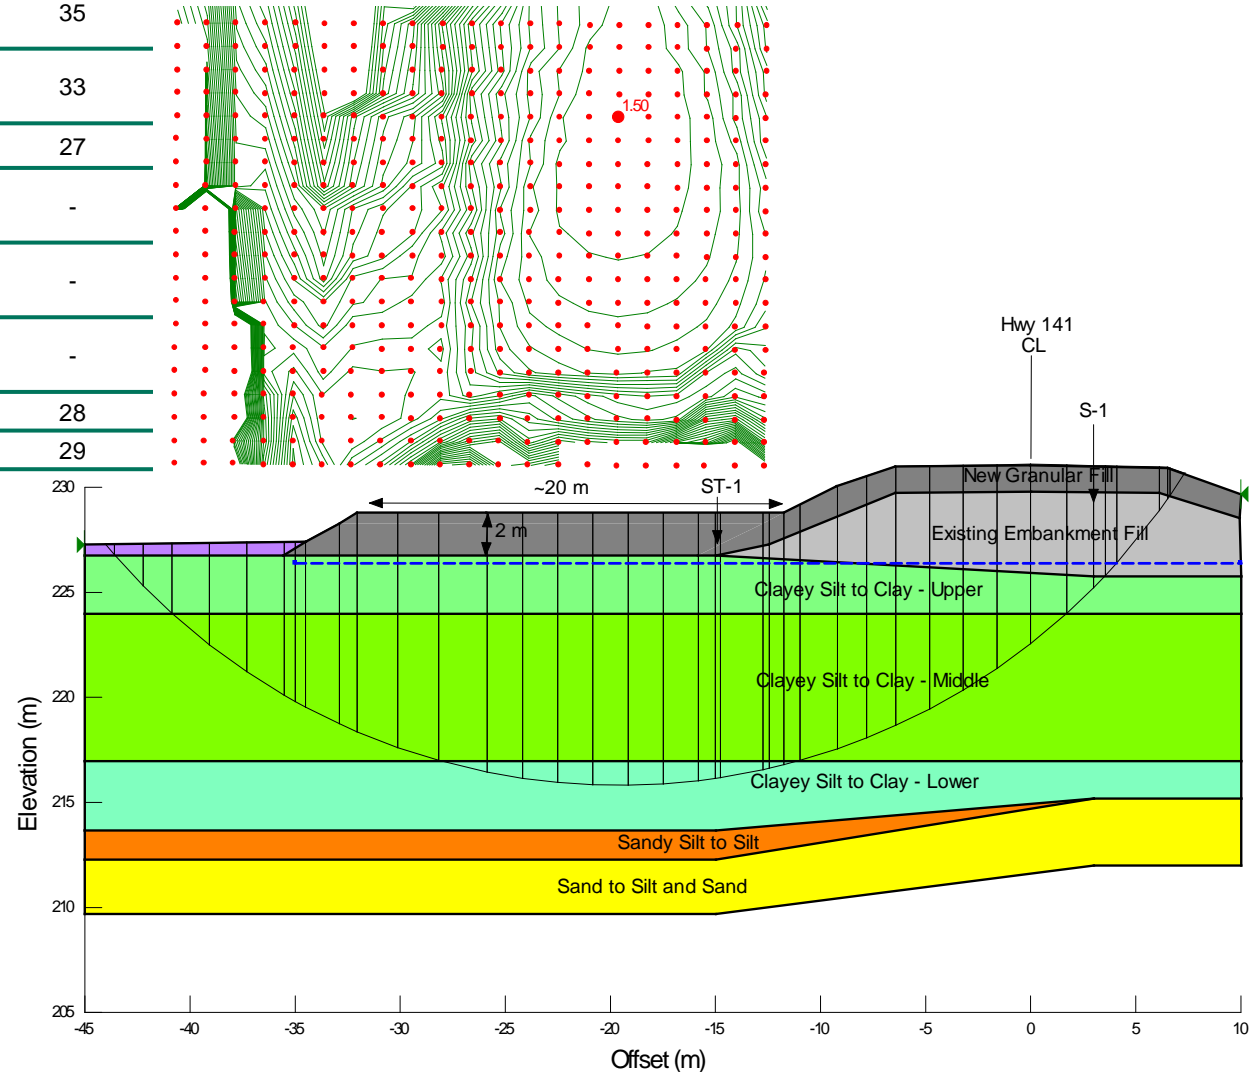 35
33
27
-
-
-
28
29
1.50
Hwy 141
CL
S-1
ST-1
~20 m
2 m
New Granular Fill
Existing Embankment Fill
Clayey Silt to Clay - Upper
Clayey Silt to Clay - Middle
Clayey Silt to Clay - Lower
Sandy Silt to Silt
Sand to Silt and Sand
Elevation (m)
230
225
220
215
210
205
-45 -40 -35 -30 -25 -20 -15 -10 -5 0 5 10
Offset (m)